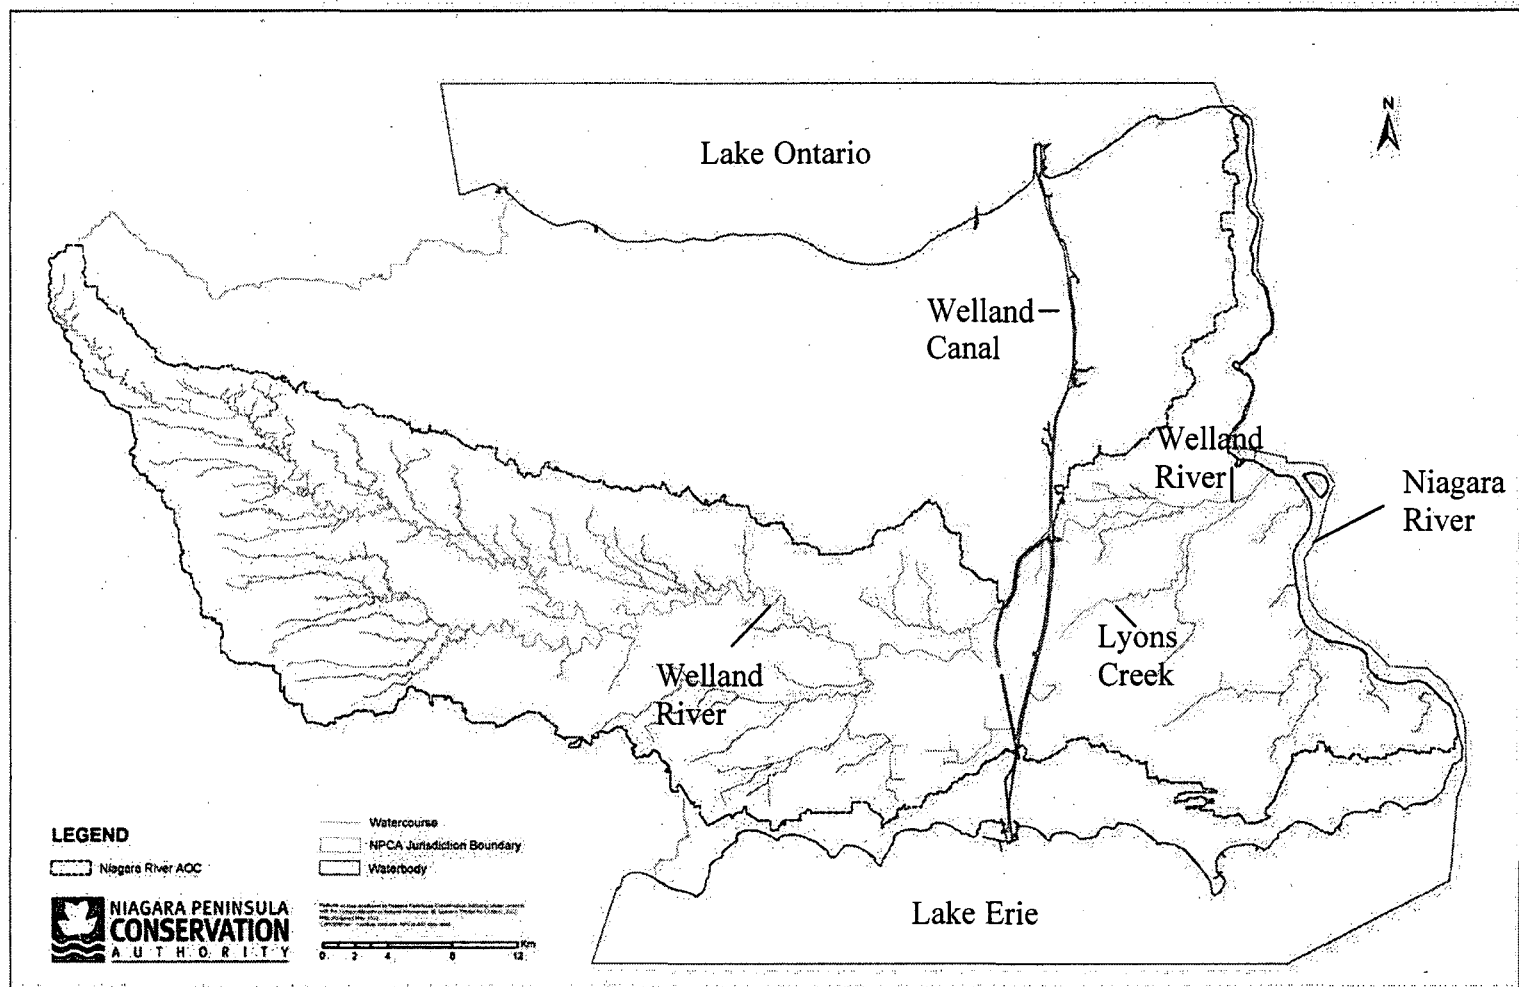 N
Lake Ontario
Welland
Canal
Welland
River
Niagara
River
Lyons
Creek
Welland
River
Lake Erie
LEGEND
Niagara River AOC
Watercourse
NPCA Jurisdiction Boundary
Waterbody
NIAGARA PENINSULA
CONSERVATION
AUTHORITY
Km
0 2 4 8 12